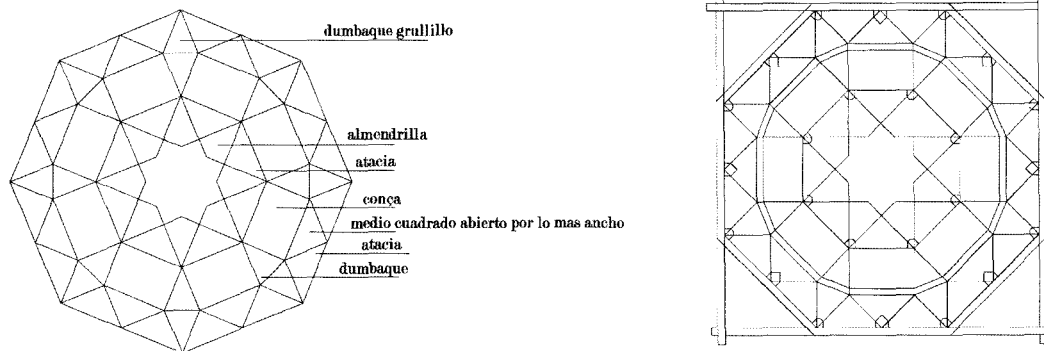 dumbaque grullillo
almendrilla
atacia
conça
medio cuadrado abierto por lo mas ancho
atacia
dumbaque